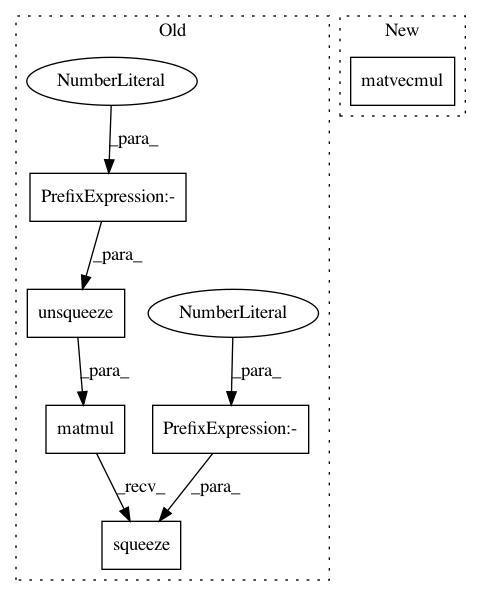 Old
New
NumberLiteral
matvecmul
_para_
PrefixExpression:-
_para_
unsqueeze
NumberLiteral
_para_
_para_
matmul
PrefixExpression:-
_recv_
_para_
squeeze